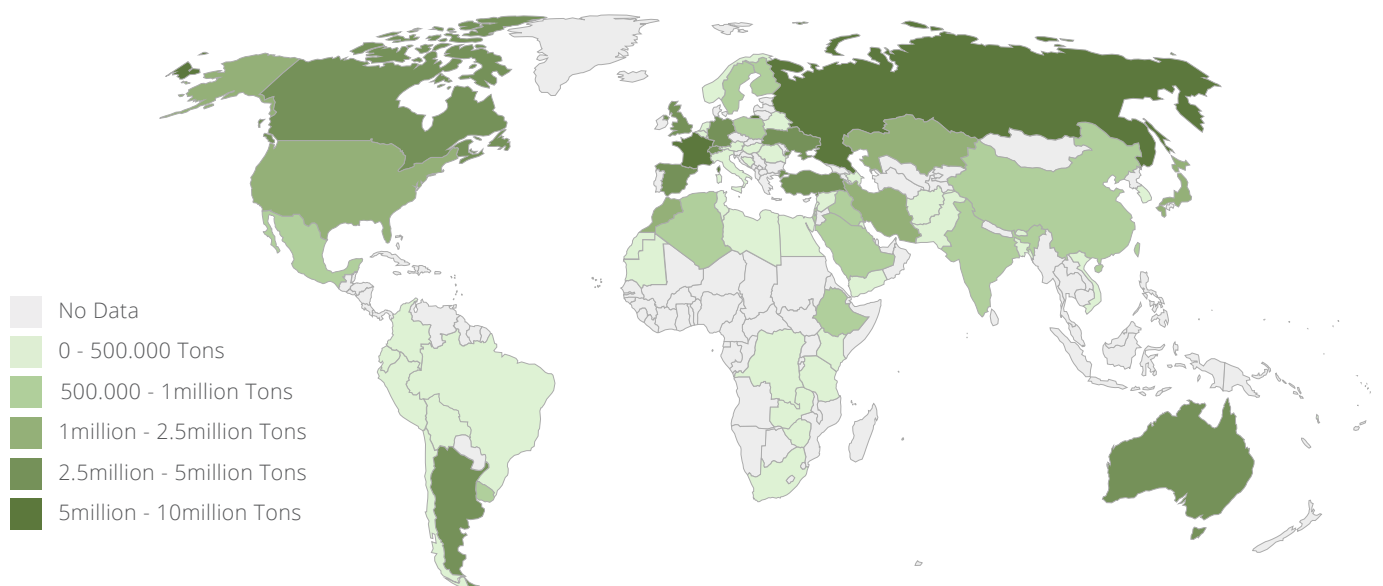 No Data
0 - 500.000 Tons
500.000 - 1million Tons
1million - 2.5million Tons
2.5million - 5million Tons
5million - 10million Tons